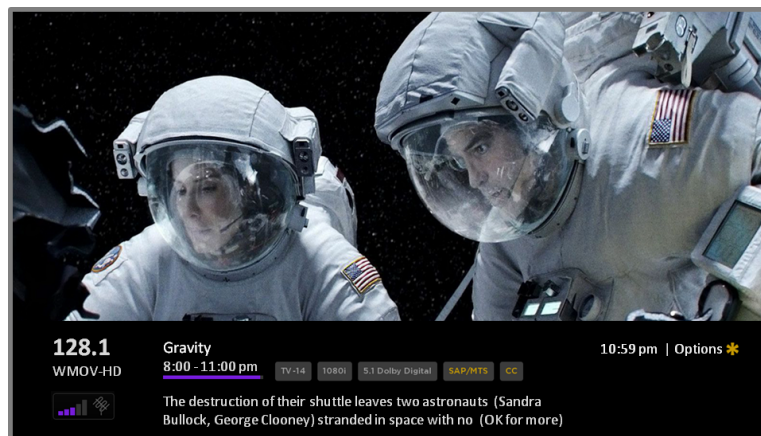 128.1
WMOV-HD
Gravity
8:00 - 11:00 pm
TV-14
1080i
5.1 Dolby Digital
SAP/MTS
CC
10:59 pm | Options *
The destruction of their shuttle leaves two astronauts (Sandra
Bullock, George Clooney) stranded in space with no (OK for more)